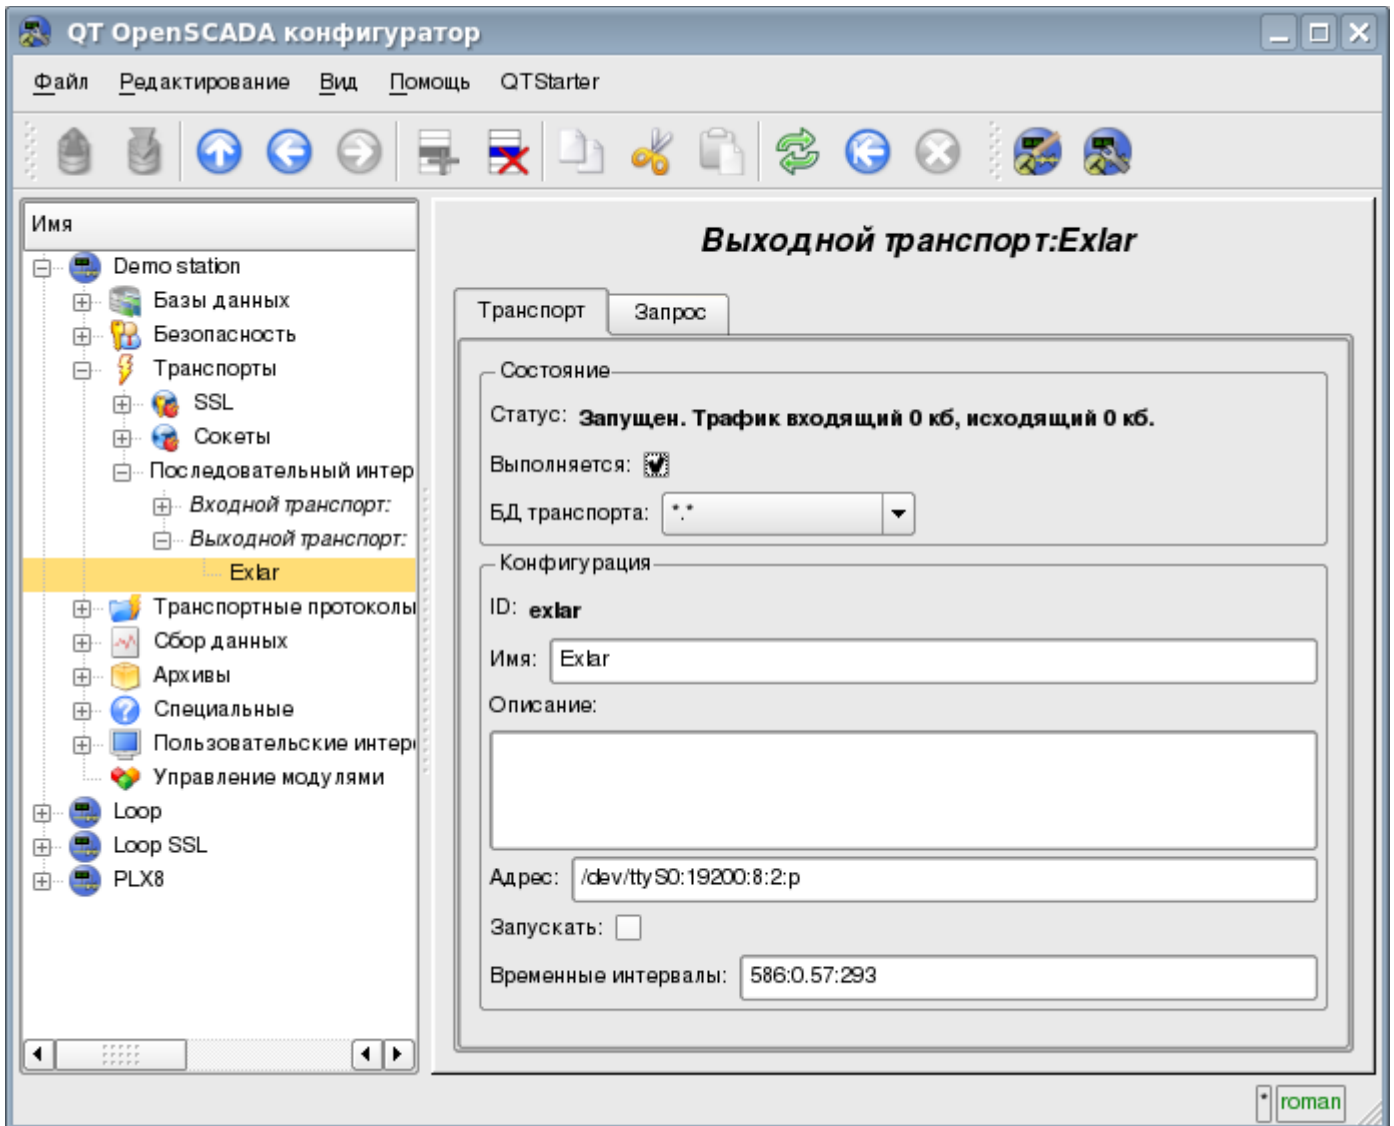 QT OpenSCADA конфигуратор
Файл Редактирование Вид Помощь QTStarter
Имя
Demo station
Базы данных
Безопасность
Транспорты
SSL
Сокеты
Последовательный интер
Входной транспорт:
Выходной транспорт:
Exlar
Транспортные протоколы
Сбор данных
Архивы
Специальные
Пользовательские интер
Управление модулями
Loop
Loop SSL
PLX8
Выходной транспорт:Exlar
Транспорт Запрос
Состояние
Статус: Запущен. Трафик входящий 0 кб, исходящий 0 кб.
Выполняется:
БД транспорта: *.*
Конфигурация
ID: exlar
Имя: Exlar
Описание:
Адрес: /dev/ttyS0:19200:8:2:p
Запускать:
Временные интервалы: 586:0.57:293
* roman